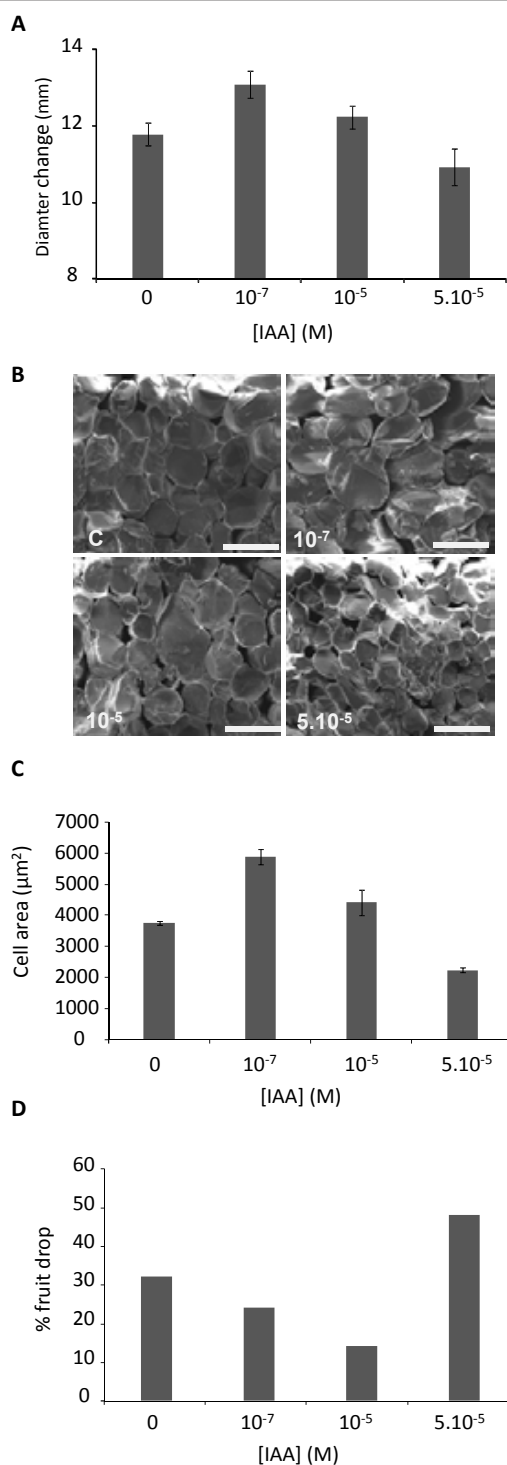 A
Diamter change (mm)
14
12
10
8
0 10⁻⁷ 10⁻⁵ 5.10⁻⁵
[IAA] (M)
B
C 10⁻⁷
10⁻⁵ 5.10⁻⁵
C
Cell area (µm²)
7000
6000
5000
4000
3000
2000
1000
0
0 10⁻⁷ 10⁻⁵ 5.10⁻⁵
[IAA] (M)
D
% fruit drop
60
50
40
30
20
10
0
0 10⁻⁷ 10⁻⁵ 5.10⁻⁵
[IAA] (M)